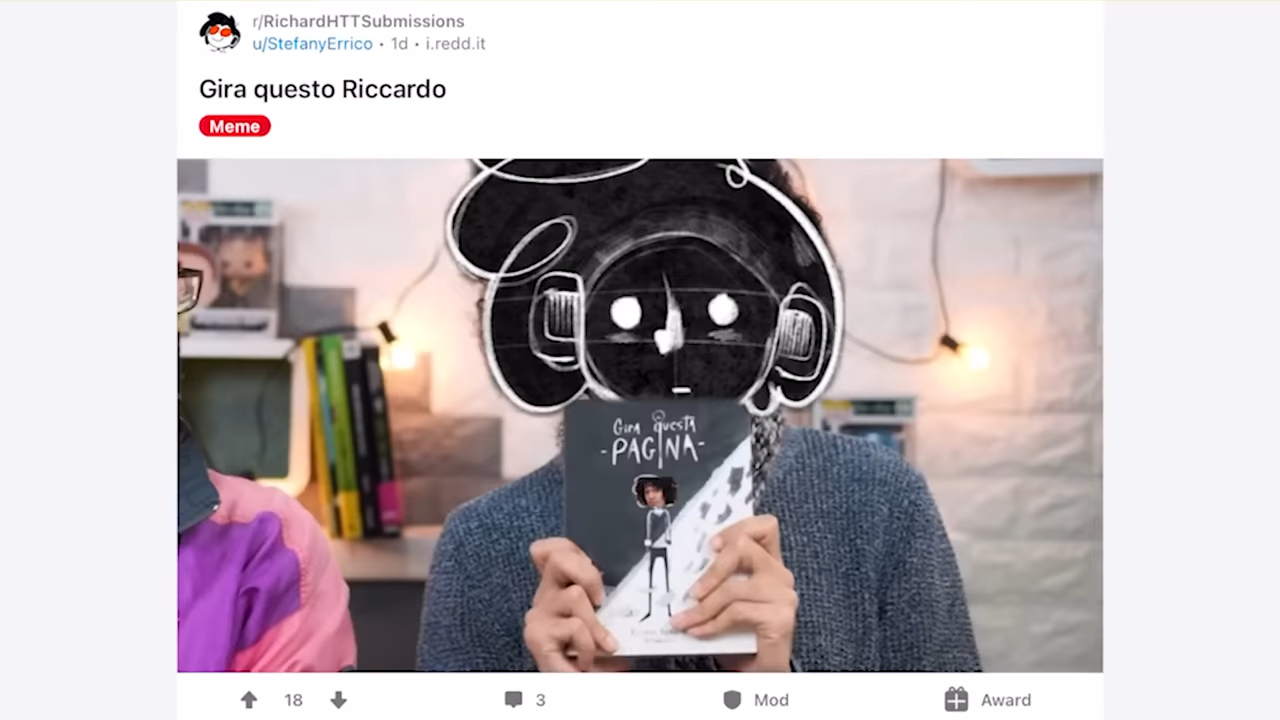 r/RichardHTTSubmissions
u/StefanyErrico • 1d • i.redd.it
Gira questo Riccardo
Meme
Gira questa
-PAGINA-
18
3
Mod
Award